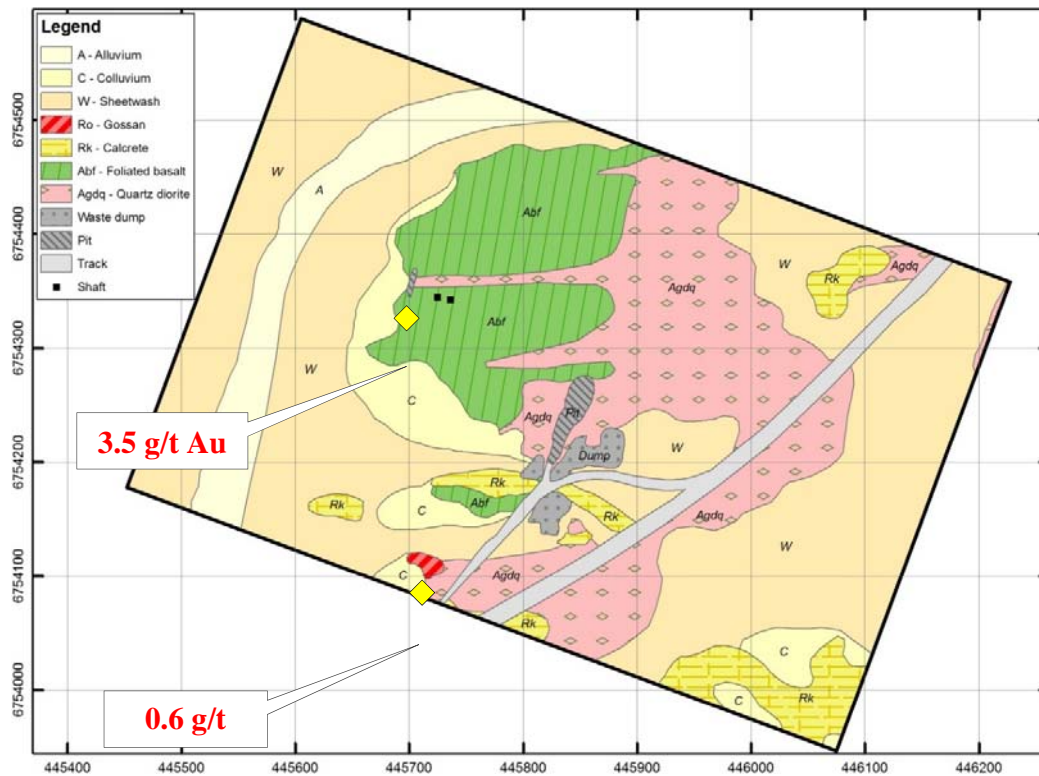 Legend
A - Alluvium
C - Colluvium
W - Sheetwash
Ro - Gossan
Rk - Calcrete
Abf - Foliated basalt
Agdq - Quartz diorite
Waste dump
Pit
Track
Shaft
6754500
6754400
6754300
6754200
6754100
6754000
W
A
Abf
W
Agdq
Rk
Agdq
Abf
W
C
Agdq
Pit
3.5 g/t Au
W
Dump
Rk
Abf
Rk
C
Rk
Agdq
W
C
Agdq
Rk
C
0.6 g/t
Rk
C
445400
445500
445600
445700
445800
445900
446000
446100
446200